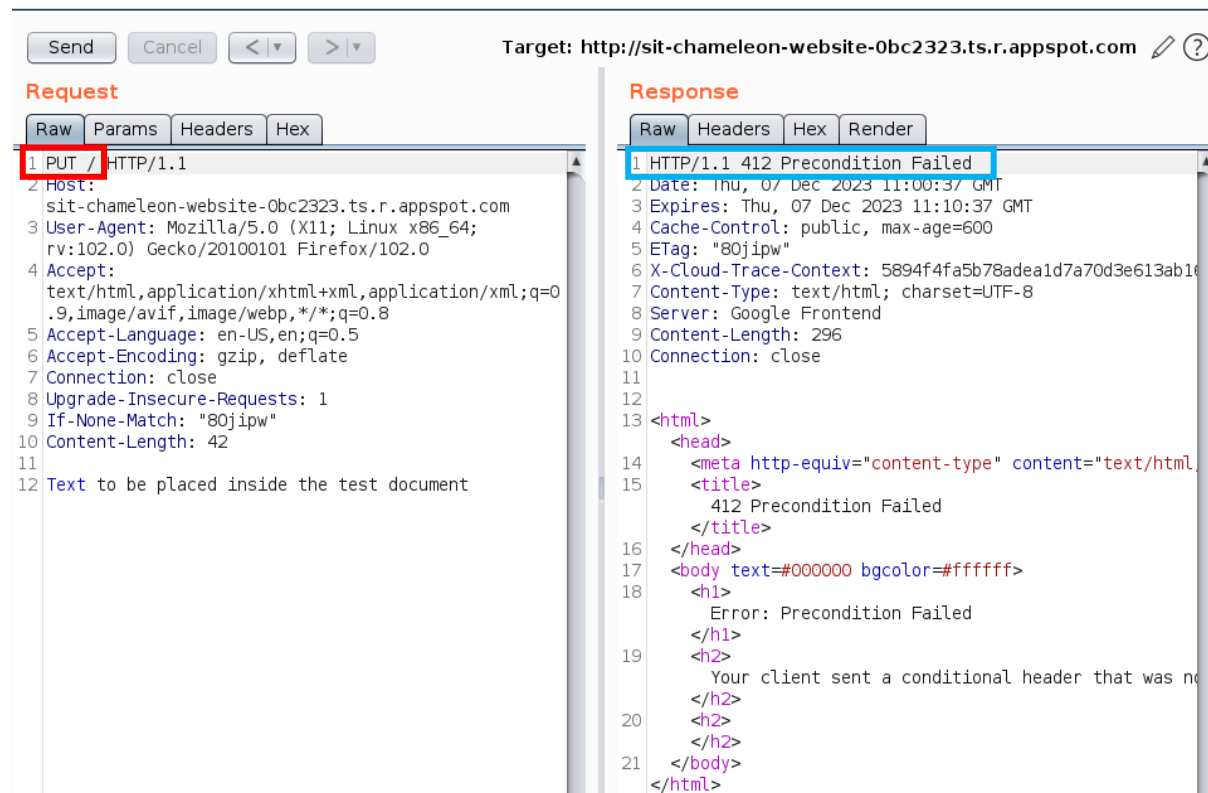 Send Cancel < > Target: http://sit-chameleon-website-0bc2323.ts.r.appspot.com
Request
Raw Params Headers Hex
1 PUT / HTTP/1.1
2 Host:
sit-chameleon-website-0bc2323.ts.r.appspot.com
3 User-Agent: Mozilla/5.0 (X11; Linux x86_64;
rv:102.0) Gecko/20100101 Firefox/102.0
4 Accept:
text/html,application/xhtml+xml,application/xml;q=0
.9,image/avif,image/webp,*/*;q=0.8
5 Accept-Language: en-US,en;q=0.5
6 Accept-Encoding: gzip, deflate
7 Connection: close
8 Upgrade-Insecure-Requests: 1
9 If-None-Match: "80jipw"
10 Content-Length: 42
11
12 Text to be placed inside the test document
Response
Raw Headers Hex Render
1 HTTP/1.1 412 Precondition Failed
2 Date: Thu, 07 Dec 2023 11:00:37 GMT
3 Expires: Thu, 07 Dec 2023 11:10:37 GMT
4 Cache-Control: public, max-age=600
5 ETag: "80jipw"
6 X-Cloud-Trace-Context: 5894f4fa5b78adea1d7a70d3e613ab16
7 Content-Type: text/html; charset=UTF-8
8 Server: Google Frontend
9 Content-Length: 296
10 Connection: close
11
12
13 <html>
<head>
14 <meta http-equiv="content-type" content="text/html,
15 <title>
412 Precondition Failed
</title>
16 </head>
17 <body text=#000000 bgcolor=#ffffff>
18 <h1>
Error: Precondition Failed
</h1>
19 <h2>
Your client sent a conditional header that was
</h2>
20 <h2>
</h2>
21 </body>
</html>